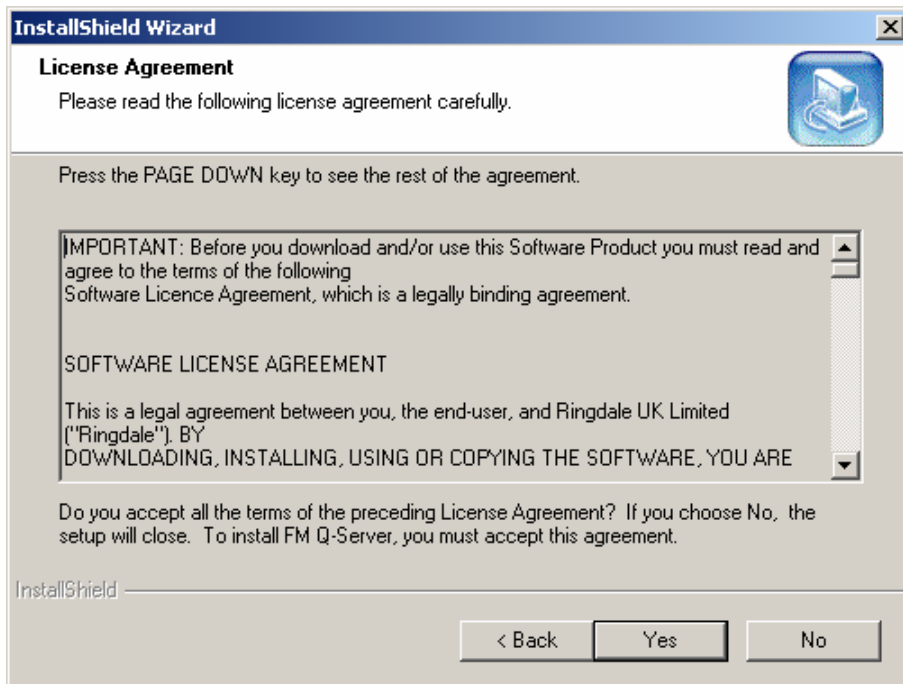 InstallShield Wizard
License Agreement
Please read the following license agreement carefully.
Press the PAGE DOWN key to see the rest of the agreement.
IMPORTANT: Before you download and/or use this Software Product you must read and
agree to the terms of the following
Software Licence Agreement, which is a legally binding agreement.
SOFTWARE LICENSE AGREEMENT
This is a legal agreement between you, the end-user, and Ringdale UK Limited
("Ringdale"). BY
DOWNLOADING, INSTALLING, USING OR COPYING THE SOFTWARE, YOU ARE
Do you accept all the terms of the preceding License Agreement? If you choose No, the
setup will close. To install FM Q-Server, you must accept this agreement.
InstallShield
< Back Yes No